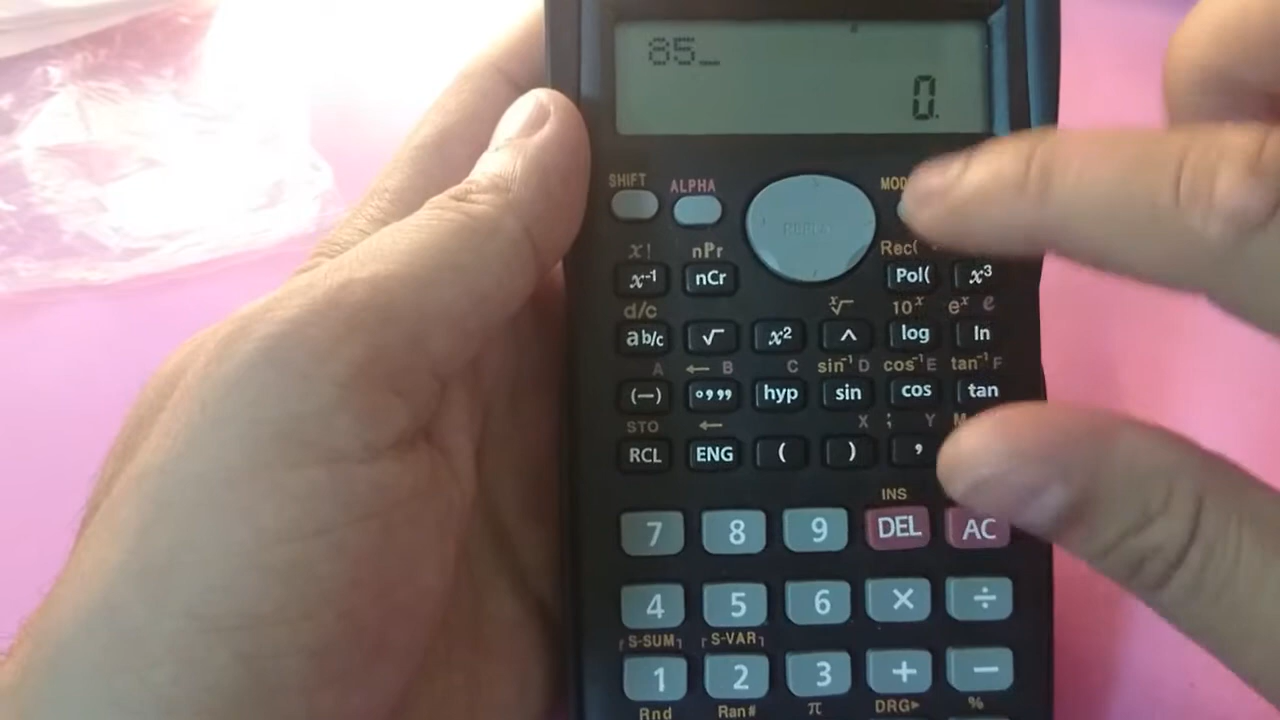 85_
0.
SHIFT ALPHA
x! nPr Rec(
x⁻¹ nCr Pol( x³
d/c ˣ√ 10ˣ eˣ e
a b/c √ x² ^ log ln
A ← B C sin⁻¹ D cos⁻¹ E tan⁻¹ F
(−) °,,, hyp sin cos tan
STO ← X ; Y
RCL ENG ( ) ,
INS
7 8 9 DEL AC
4 5 6 × ÷
S-SUM S-VAR
1 2 3 + −
Rnd Ran# π DRG► %